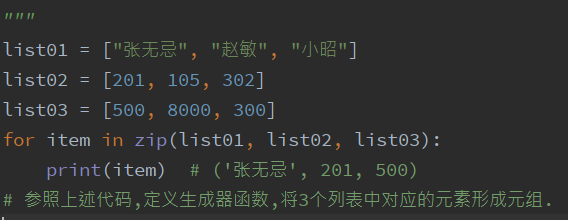 """
list01 = ["张无忌", "赵敏", "小昭"]
list02 = [201, 105, 302]
list03 = [500, 8000, 300]
for item in zip(list01, list02, list03):
    print(item)  # ('张无忌', 201, 500)
# 参照上述代码,定义生成器函数,将3个列表中对应的元素形成元组.